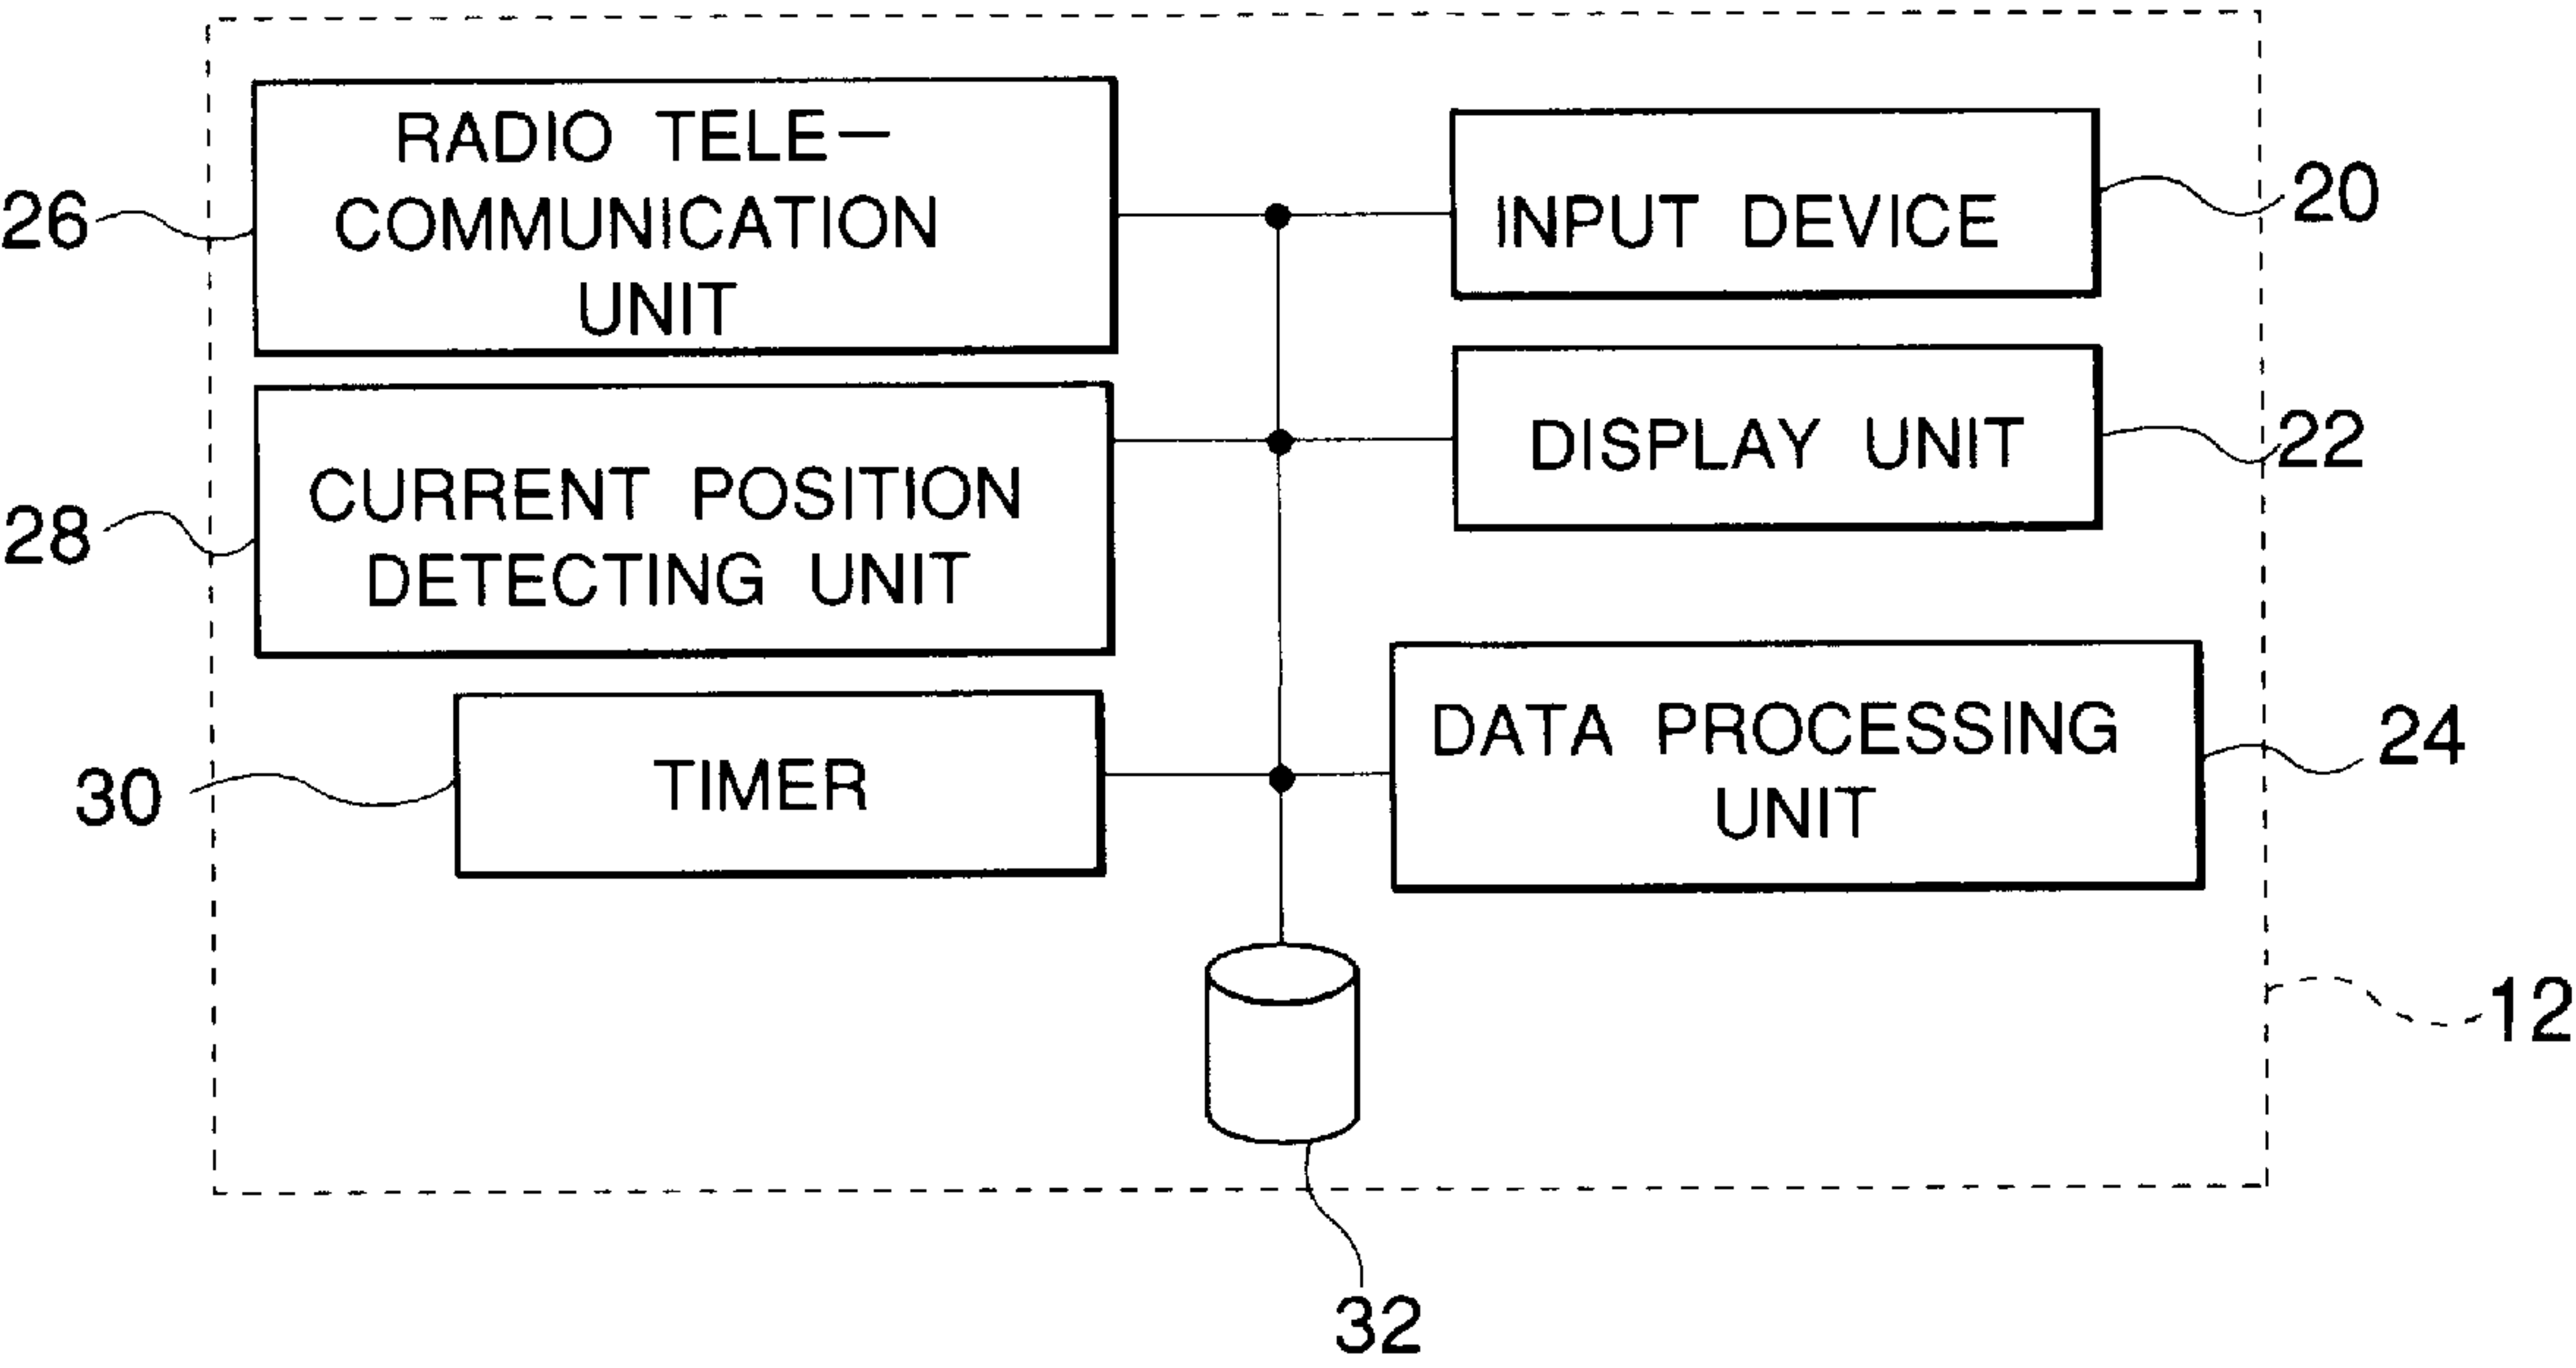 RADIO TELE-
COMMUNICATION
UNIT
26
INPUT DEVICE
20
DISPLAY UNIT
22
CURRENT POSITION
DETECTING UNIT
28
TIMER
30
DATA PROCESSING
UNIT
24
12
32